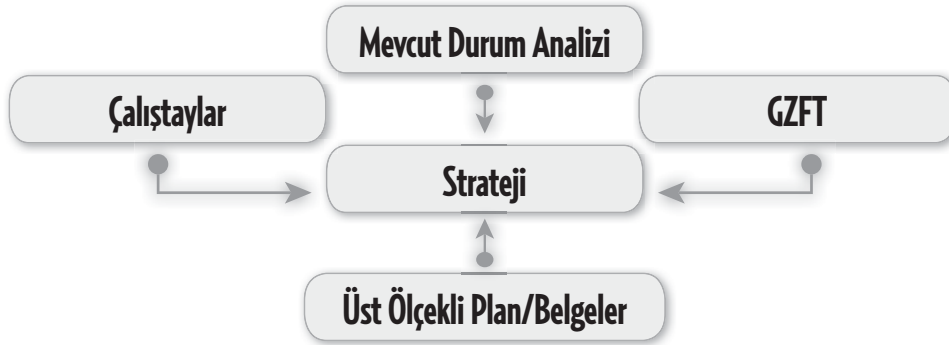 Mevcut Durum Analizi
Çalıştaylar
GZFT
Strateji
Üst Ölçekli Plan/Belgeler